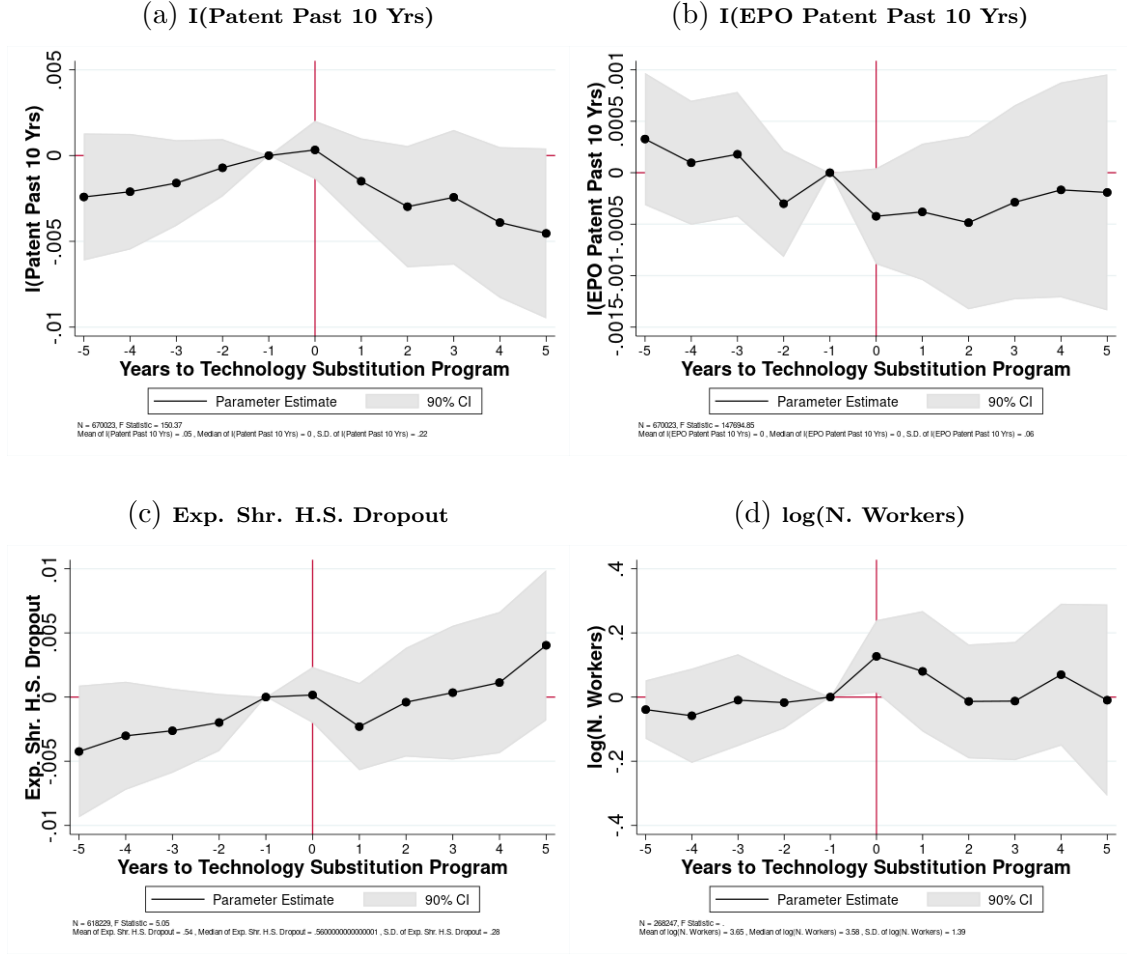 (a) I(Patent Past 10 Yrs)
I(Patent Past 10 Yrs)
.005
0
-.005
-.01
-5 -4 -3 -2 -1 0 1 2 3 4 5
Years to Technology Substitution Program
Parameter Estimate 90% CI
N = 670023, F Statistic = 150.37
Mean of I(Patent Past 10 Yrs) = .05 , Median of I(Patent Past 10 Yrs) = 0 , S.D. of I(Patent Past 10 Yrs) = .22
(b) I(EPO Patent Past 10 Yrs)
I(EPO Patent Past 10 Yrs)
.001
.0005
0
-.0005
-.001
-.0015
-5 -4 -3 -2 -1 0 1 2 3 4 5
Years to Technology Substitution Program
Parameter Estimate 90% CI
N = 670023, F Statistic = 147694.85
Mean of I(EPO Patent Past 10 Yrs) = 0 , Median of I(EPO Patent Past 10 Yrs) = 0 , S.D. of I(EPO Patent Past 10 Yrs) = .06
(c) Exp. Shr. H.S. Dropout
Exp. Shr. H.S. Dropout
.01
.005
0
-.005
-.01
-5 -4 -3 -2 -1 0 1 2 3 4 5
Years to Technology Substitution Program
Parameter Estimate 90% CI
N = 618229, F Statistic = 5.05
Mean of Exp. Shr. H.S. Dropout = .54 , Median of Exp. Shr. H.S. Dropout = .5600000000000001 , S.D. of Exp. Shr. H.S. Dropout = .28
(d) log(N. Workers)
log(N. Workers)
.4
.2
0
-.2
-.4
-5 -4 -3 -2 -1 0 1 2 3 4 5
Years to Technology Substitution Program
Parameter Estimate 90% CI
N = 268247, F Statistic = .
Mean of log(N. Workers) = 3.65 , Median of log(N. Workers) = 3.58 , S.D. of log(N. Workers) = 1.39